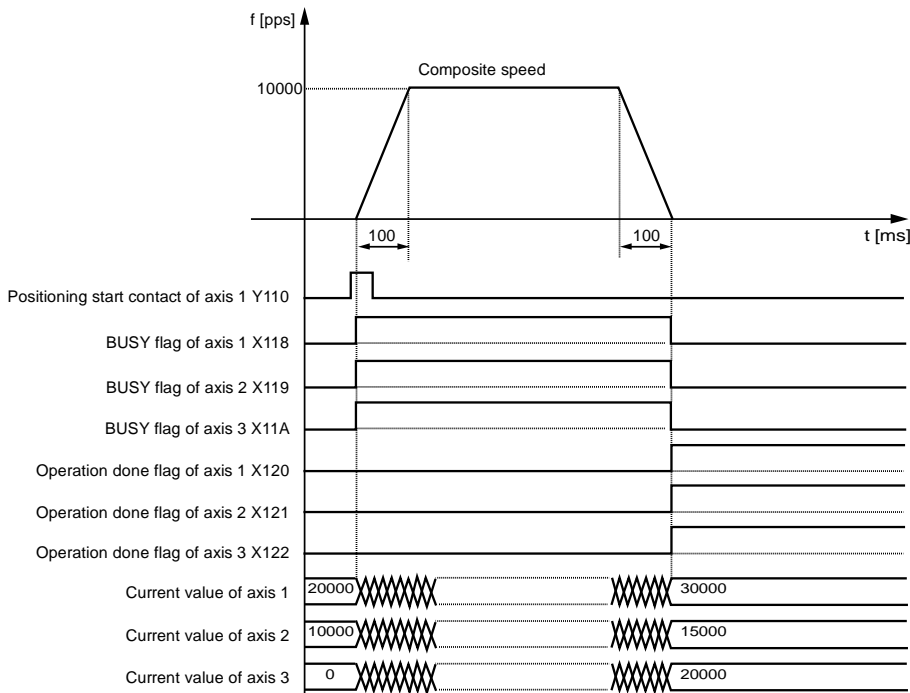 f [pps]
Composite speed
10000
100
100
t [ms]
Positioning start contact of axis 1 Y110
BUSY flag of axis 1 X118
BUSY flag of axis 2 X119
BUSY flag of axis 3 X11A
Operation done flag of axis 1 X120
Operation done flag of axis 2 X121
Operation done flag of axis 3 X122
Current value of axis 1 20000 30000
Current value of axis 2 10000 15000
Current value of axis 3 0 20000